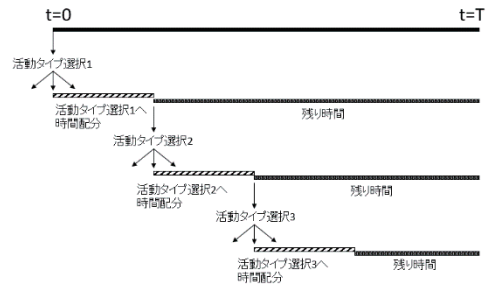 t=0
t=T
活動タイプ選択1
活動タイプ選択1へ
時間配分
残り時間
活動タイプ選択2
活動タイプ選択2へ
時間配分
残り時間
活動タイプ選択3
活動タイプ選択3へ
時間配分
残り時間